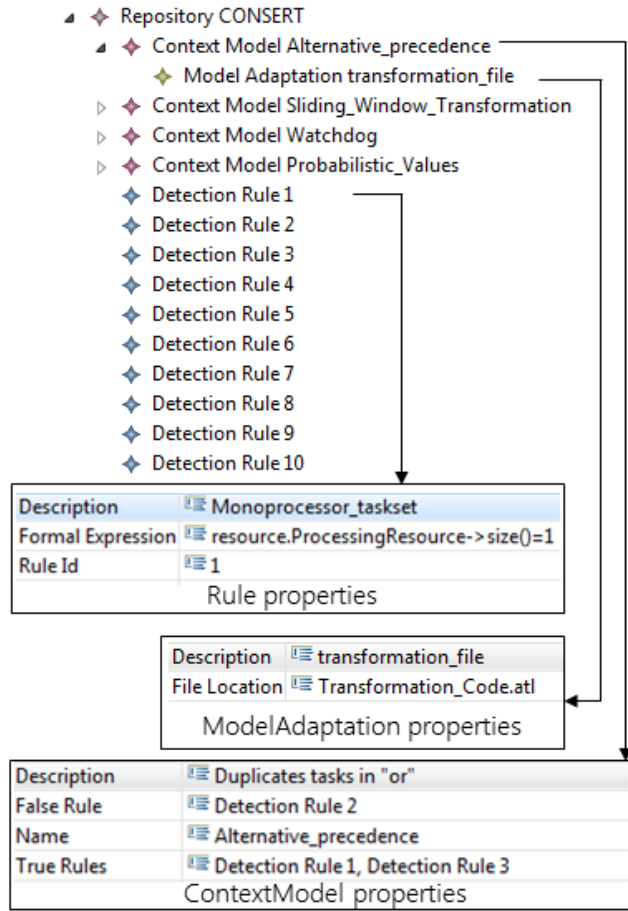 Repository CONSERT
Context Model Alternative_precedence
Model Adaptation transformation_file
Context Model Sliding_Window_Transformation
Context Model Watchdog
Context Model Probabilistic_Values
Detection Rule 1
Detection Rule 2
Detection Rule 3
Detection Rule 4
Detection Rule 5
Detection Rule 6
Detection Rule 7
Detection Rule 8
Detection Rule 9
Detection Rule 10
Description Monoprocessor_taskset
Formal Expression resource.ProcessingResource->size()=1
Rule Id 1
Rule properties
Description transformation_file
File Location Transformation_Code.atl
ModelAdaptation properties
Description Duplicates tasks in "or"
False Rule Detection Rule 2
Name Alternative_precedence
True Rules Detection Rule 1, Detection Rule 3
ContextModel properties